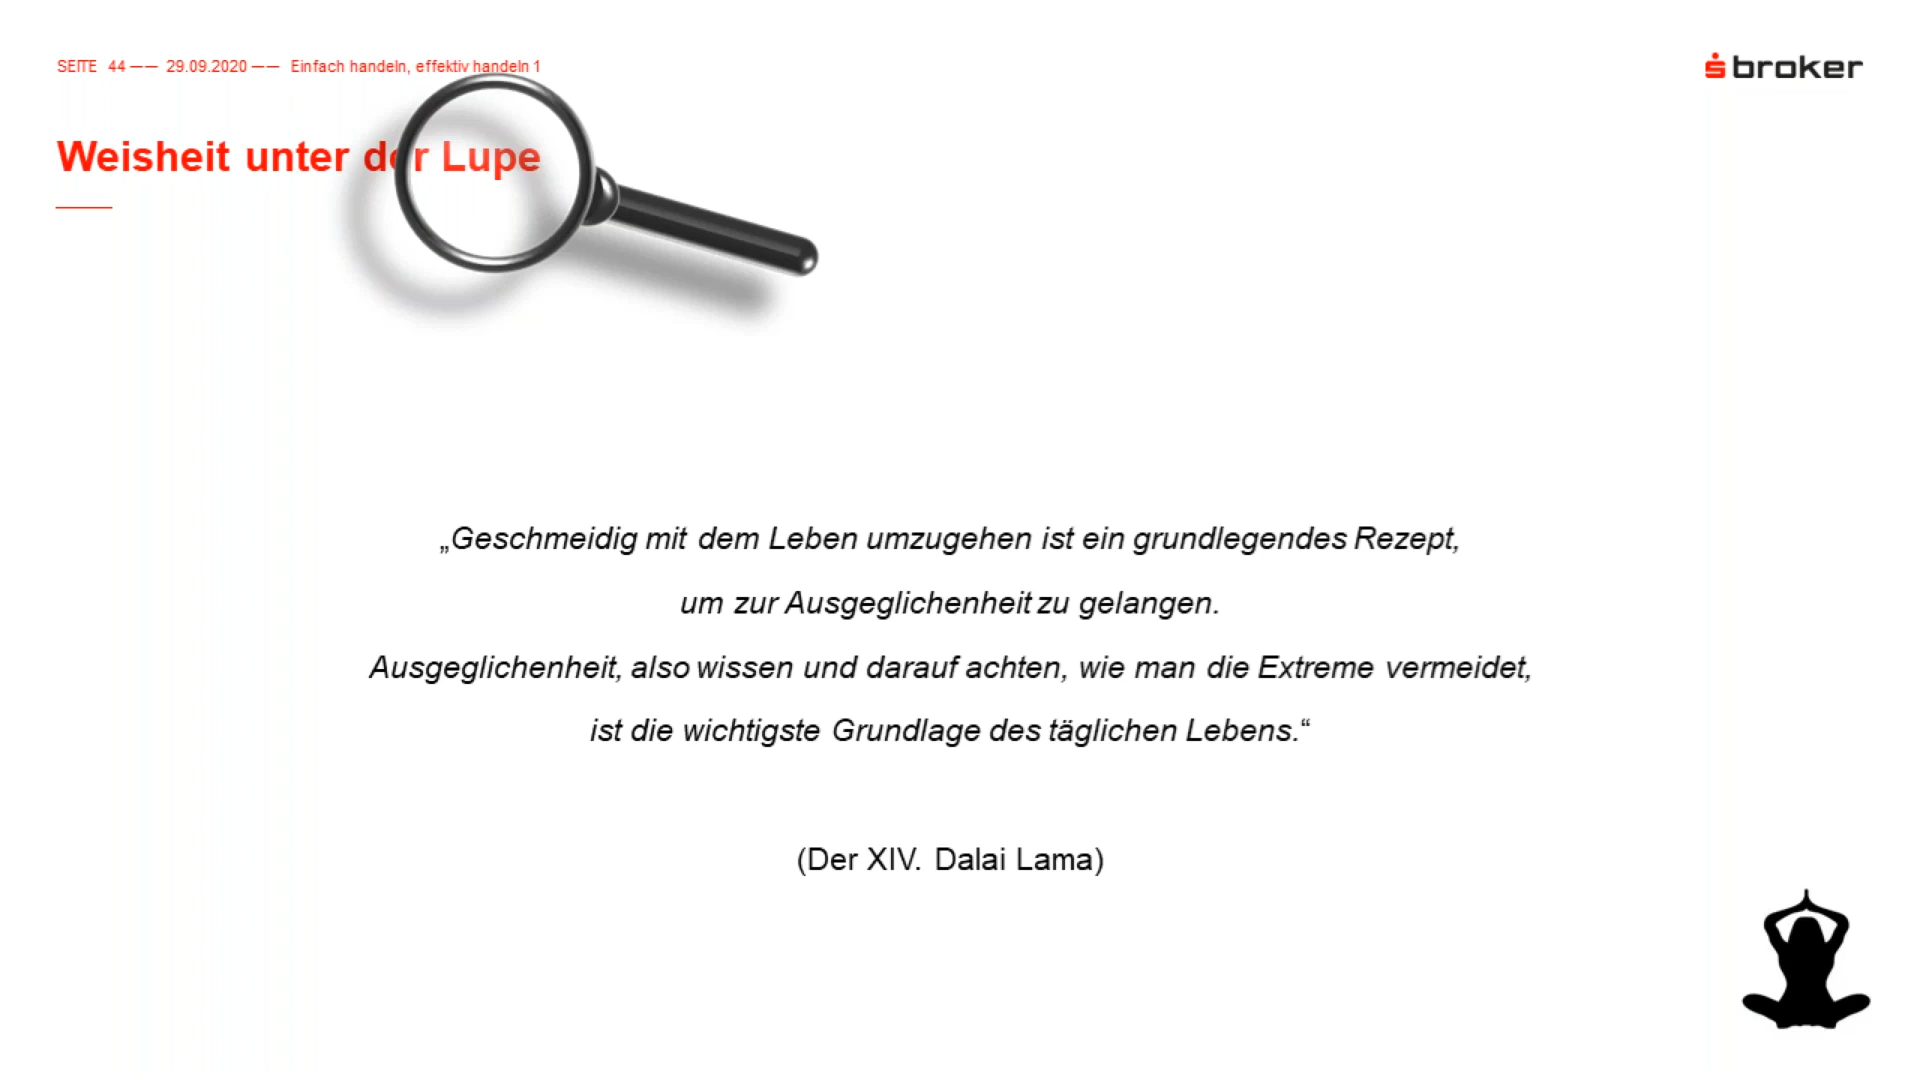 SEITE 44 —— 29.09.2020 —— Einfach handeln, effektiv handeln 1
broker
Weisheit unter der Lupe
„Geschmeidig mit dem Leben umzugehen ist ein grundlegendes Rezept,
um zur Ausgeglichenheit zu gelangen.
Ausgeglichenheit, also wissen und darauf achten, wie man die Extreme vermeidet,
ist die wichtigste Grundlage des täglichen Lebens.“
(Der XIV. Dalai Lama)